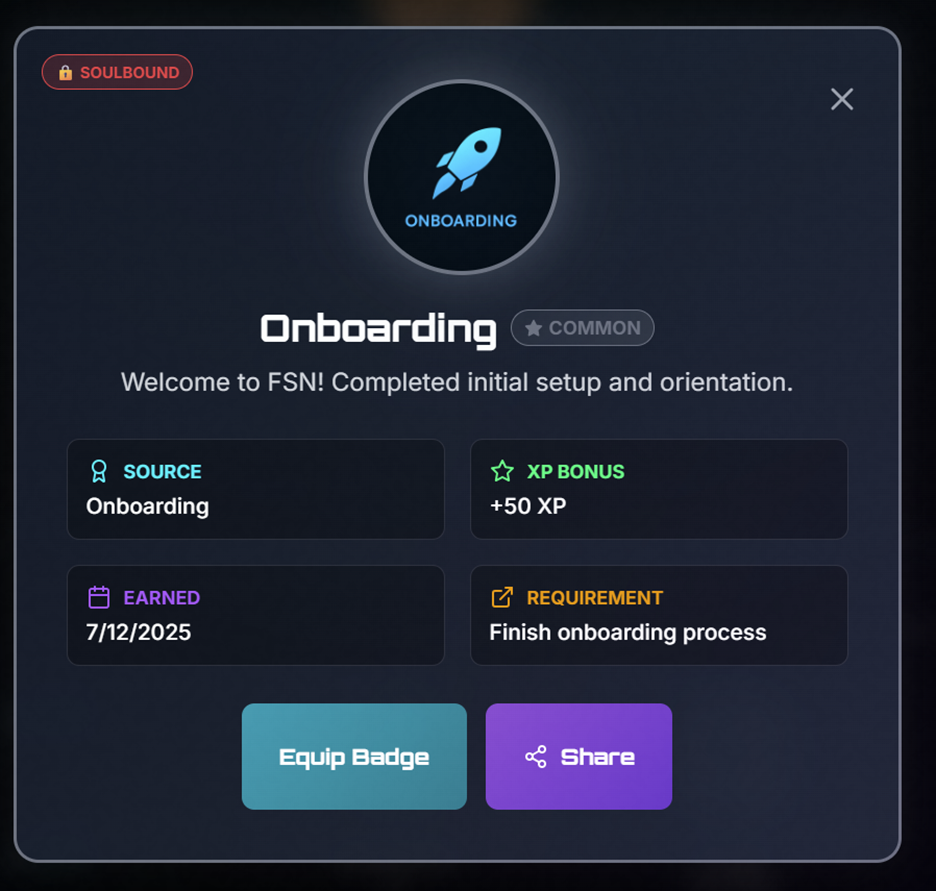 SOULBOUND
ONBOARDING
Onboarding COMMON
Welcome to FSN! Completed initial setup and orientation.
SOURCE
Onboarding
XP BONUS
+50 XP
EARNED
7/12/2025
REQUIREMENT
Finish onboarding process
Equip Badge
Share